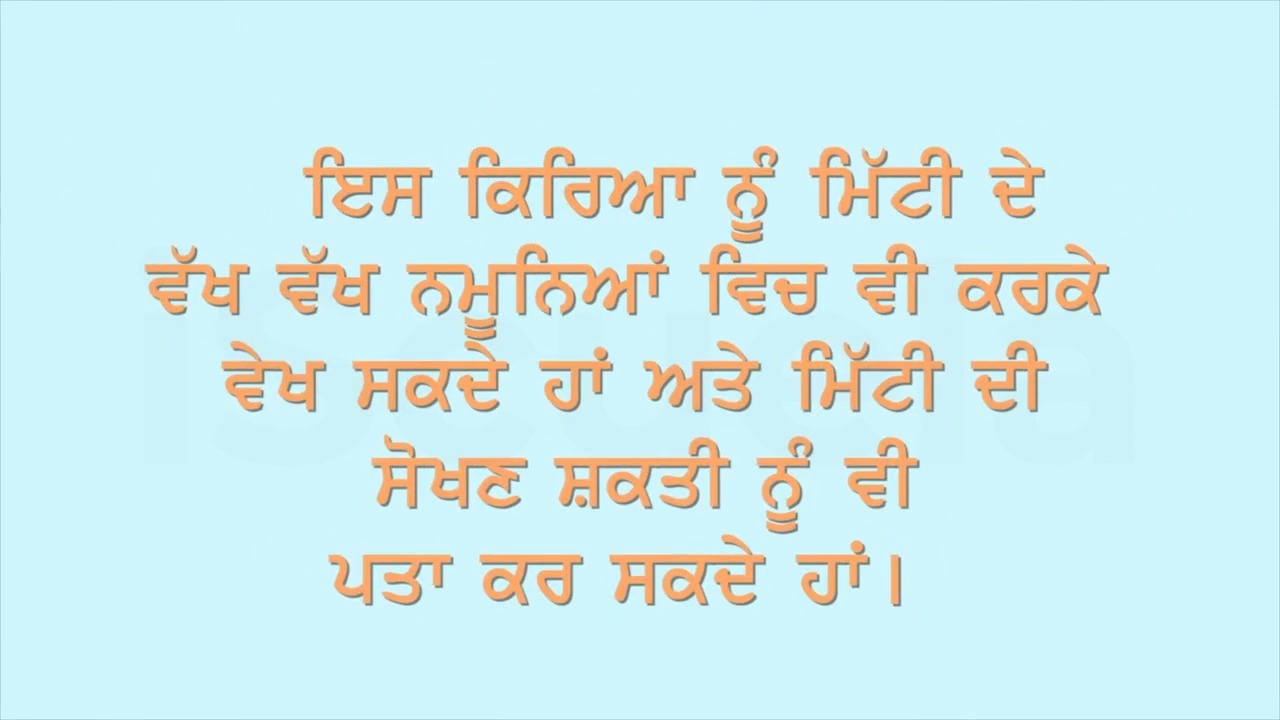 ਇਸ ਕਿਰਿਆ ਨੂੰ ਮਿੱਟੀ ਦੇ
ਵੱਖ ਵੱਖ ਨਮੂਨਿਆਂ ਵਿਚ ਵੀ ਕਰਕੇ
ਵੇਖ ਸਕਦੇ ਹਾਂ ਅਤੇ ਮਿੱਟੀ ਦੀ
ਸੋਖਣ ਸ਼ਕਤੀ ਨੂੰ ਵੀ
ਪਤਾ ਕਰ ਸਕਦੇ ਹਾਂ।